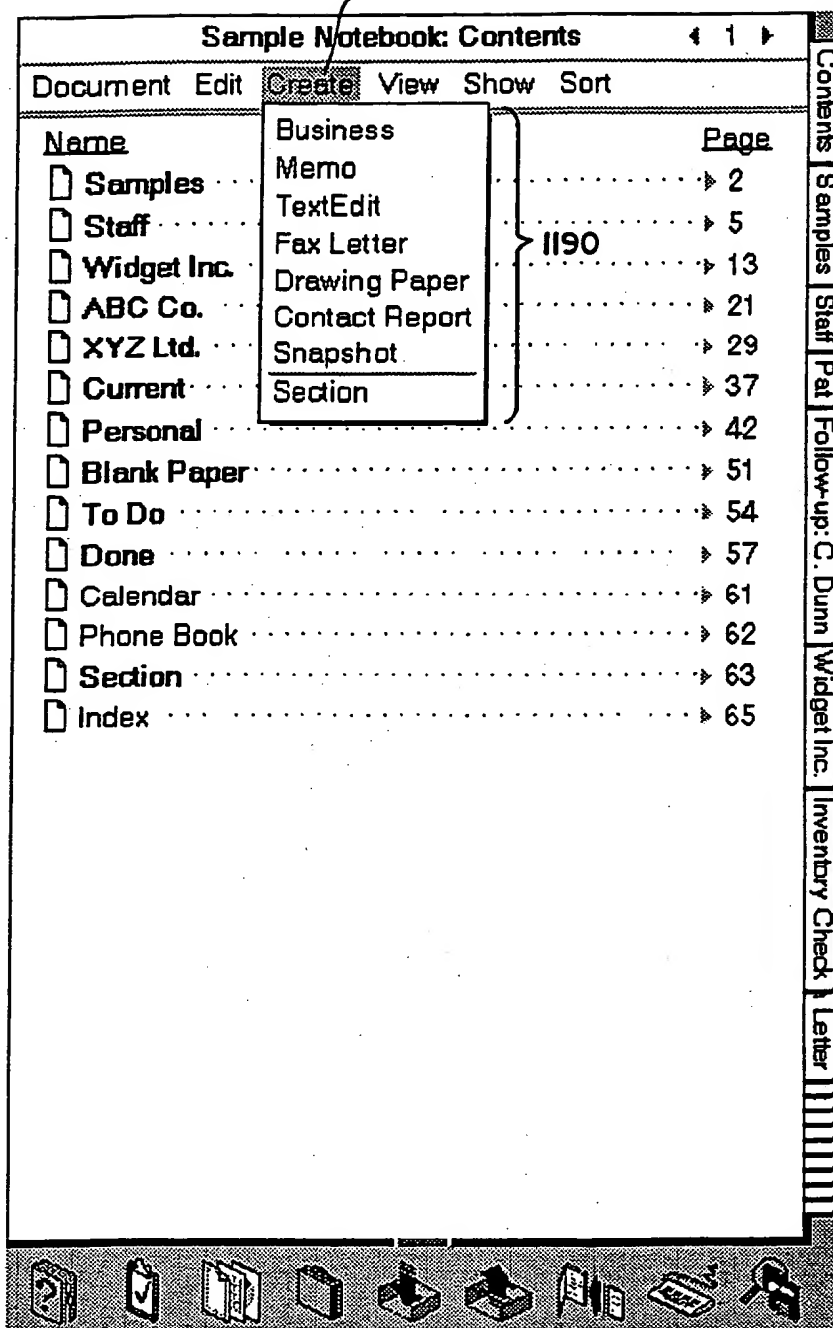 Sample Notebook: Contents 1
Document Edit Create View Show Sort
Name Page
Samples 2
Staff 5
Widget Inc. 13
ABC Co. 21
XYZ Ltd. 29
Current 37
Personal 42
Blank Paper 51
To Do 54
Done 57
Calendar 61
Phone Book 62
Section 63
Index 65
Business
Memo
TextEdit
Fax Letter
Drawing Paper
Contact Report
Snapshot
Section
1190
Contents Samples Staff Pat Follow-up: C. Dunn Widget Inc. Inventory Check Letter
?